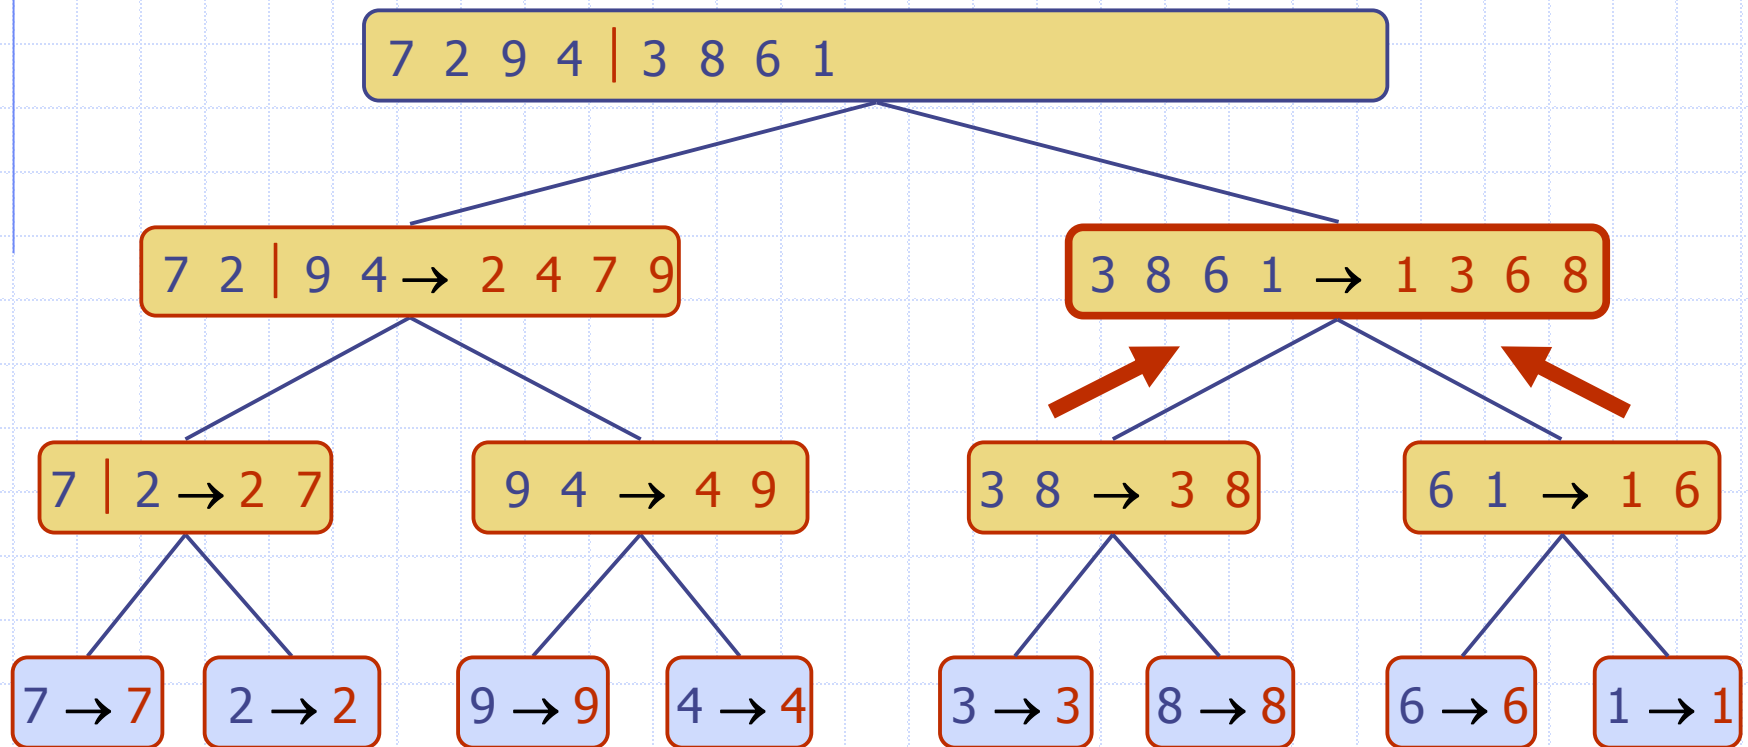 7 2 9 4 | 3 8 6 1
7 2 | 9 4 → 2 4 7 9
3 8 6 1 → 1 3 6 8
7 | 2 → 2 7
9 4 → 4 9
3 8 → 3 8
6 1 → 1 6
7 → 7
2 → 2
9 → 9
4 → 4
3 → 3
8 → 8
6 → 6
1 → 1